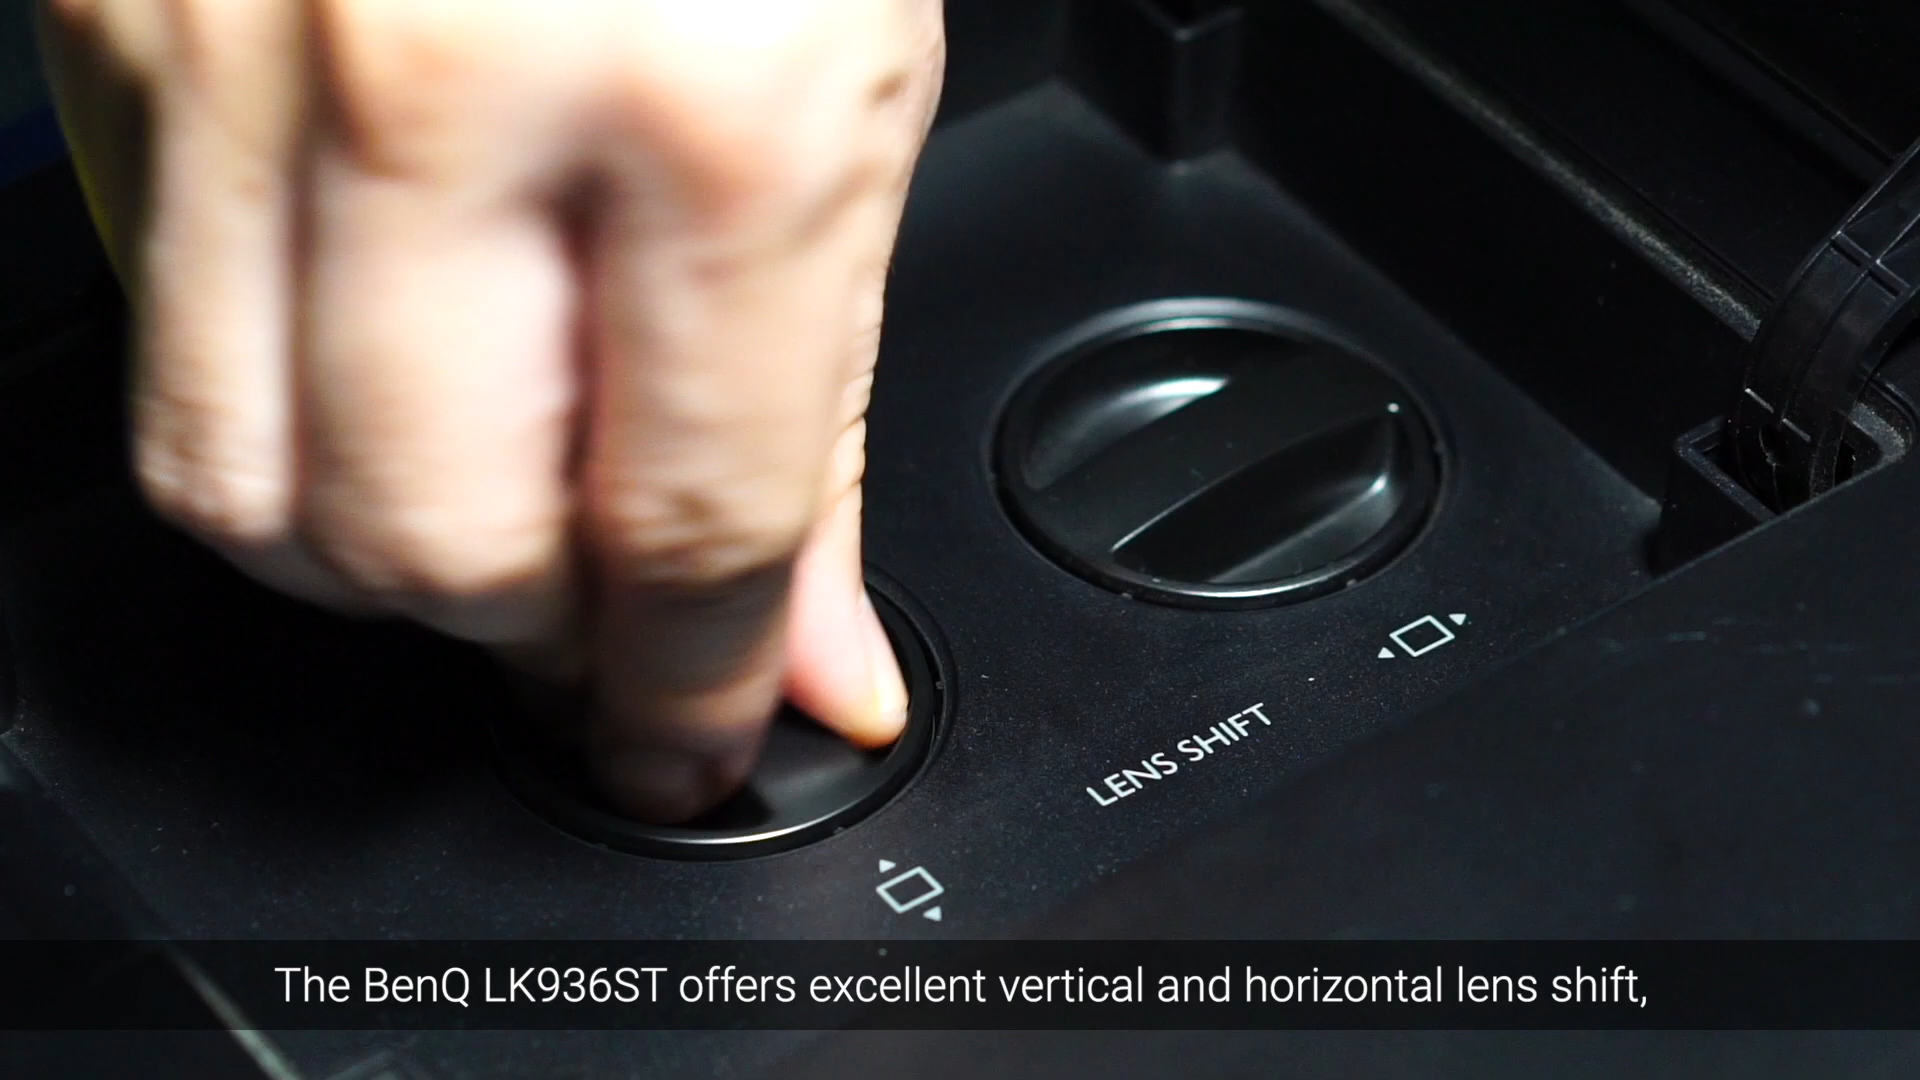 LENS SHIFT
The BenQ LK936ST offers excellent vertical and horizontal lens shift,